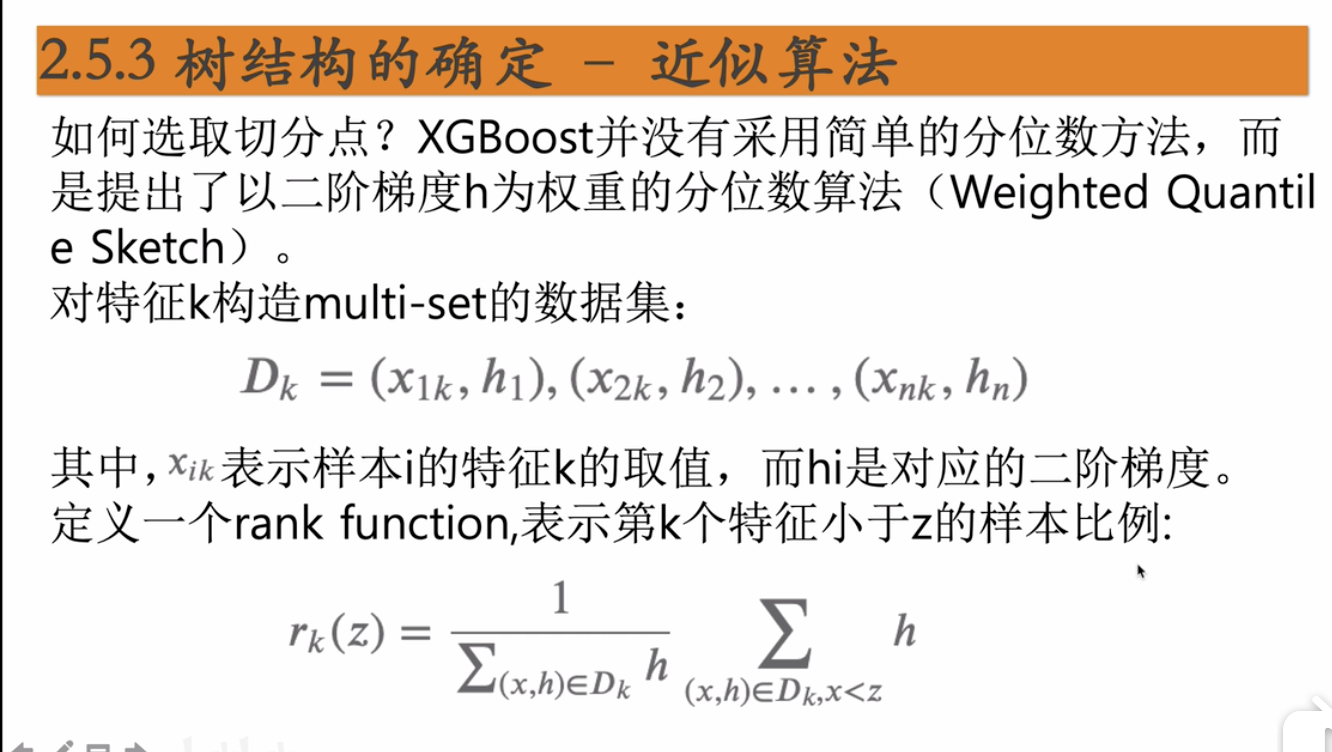 2.5.3 树结构的确定 － 近似算法
如何选取切分点？XGBoost并没有采用简单的分位数方法，而
是提出了以二阶梯度h为权重的分位数算法（Weighted Quantil
e Sketch）。
对特征k构造multi-set的数据集：
D_k = (x_{1k}, h_1), (x_{2k}, h_2), … , (x_{nk}, h_n)
其中，x_{ik}表示样本i的特征k的取值，而hi是对应的二阶梯度。
定义一个rank function,表示第k个特征小于z的样本比例:
r_k(z) = \frac{1}{\sum_{(x,h)∈D_k} h} \sum_{(x,h)∈D_k,x<z} h